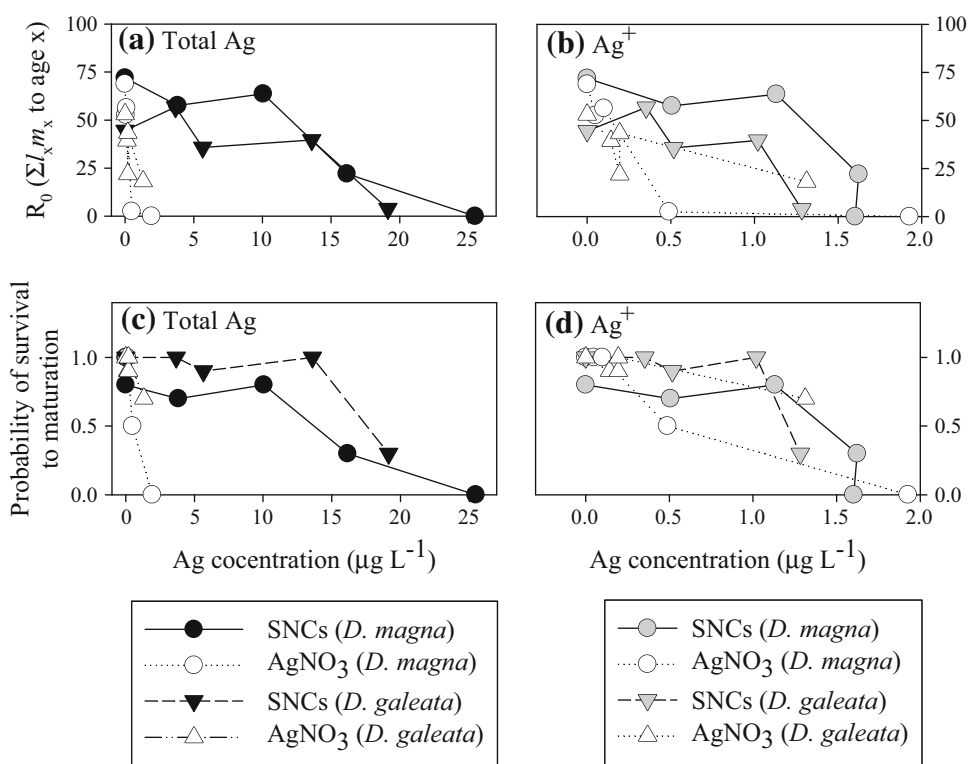 (a) Total Ag
(b) Ag+
100
75
50
25
0
R0 (Σlxmx to age x)
0 5 10 15 20 25
0.0 0.5 1.0 1.5 2.0
100
75
50
25
0
(c) Total Ag
(d) Ag+
1.0
0.5
0.0
Probability of survival
to maturation
0 5 10 15 20 25
0.0 0.5 1.0 1.5 2.0
1.0
0.5
0.0
Ag cocentration (µg L-1)
Ag concentration (µg L-1)
SNCs (D. magna)
AgNO3 (D. magna)
SNCs (D. galeata)
AgNO3 (D. galeata)
SNCs (D. magna)
AgNO3 (D. magna)
SNCs (D. galeata)
AgNO3 (D. galeata)